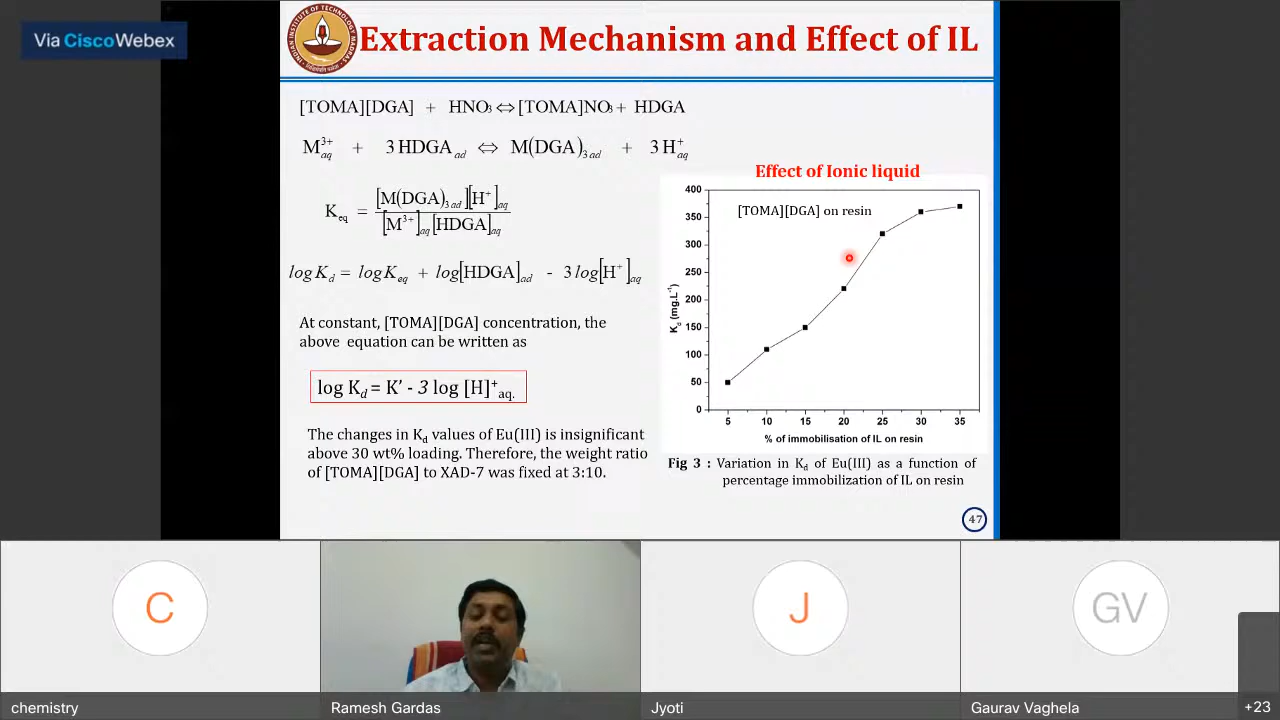 Via CiscoWebex
Extraction Mechanism and Effect of IL
[TOMA][DGA] + HNO₃ ⇔ [TOMA]NO₃ + HDGA
M³⁺aq + 3 HDGA ad ⇔ M(DGA)₃ ad + 3 H⁺aq
Keq = [M(DGA)₃ ad][H⁺]aq / [M³⁺]aq [HDGA]aq
log Kd = log Keq + log[HDGA]ad - 3 log[H⁺]aq
At constant, [TOMA][DGA] concentration, the
above equation can be written as
log Kd = K’ - 3 log [H]⁺aq.
The changes in Kd values of Eu(III) is insignificant
above 30 wt% loading. Therefore, the weight ratio
of [TOMA][DGA] to XAD-7 was fixed at 3:10.
Effect of Ionic liquid
[TOMA][DGA] on resin
Kd (mg.L⁻¹)
400
350
300
250
200
150
100
50
0
5 10 15 20 25 30 35
% of immobilisation of IL on resin
Fig 3 : Variation in Kd of Eu(III) as a function of
percentage immobilization of IL on resin
47
C
J
GV
chemistry
Ramesh Gardas
Jyoti
Gaurav Vaghela
+23